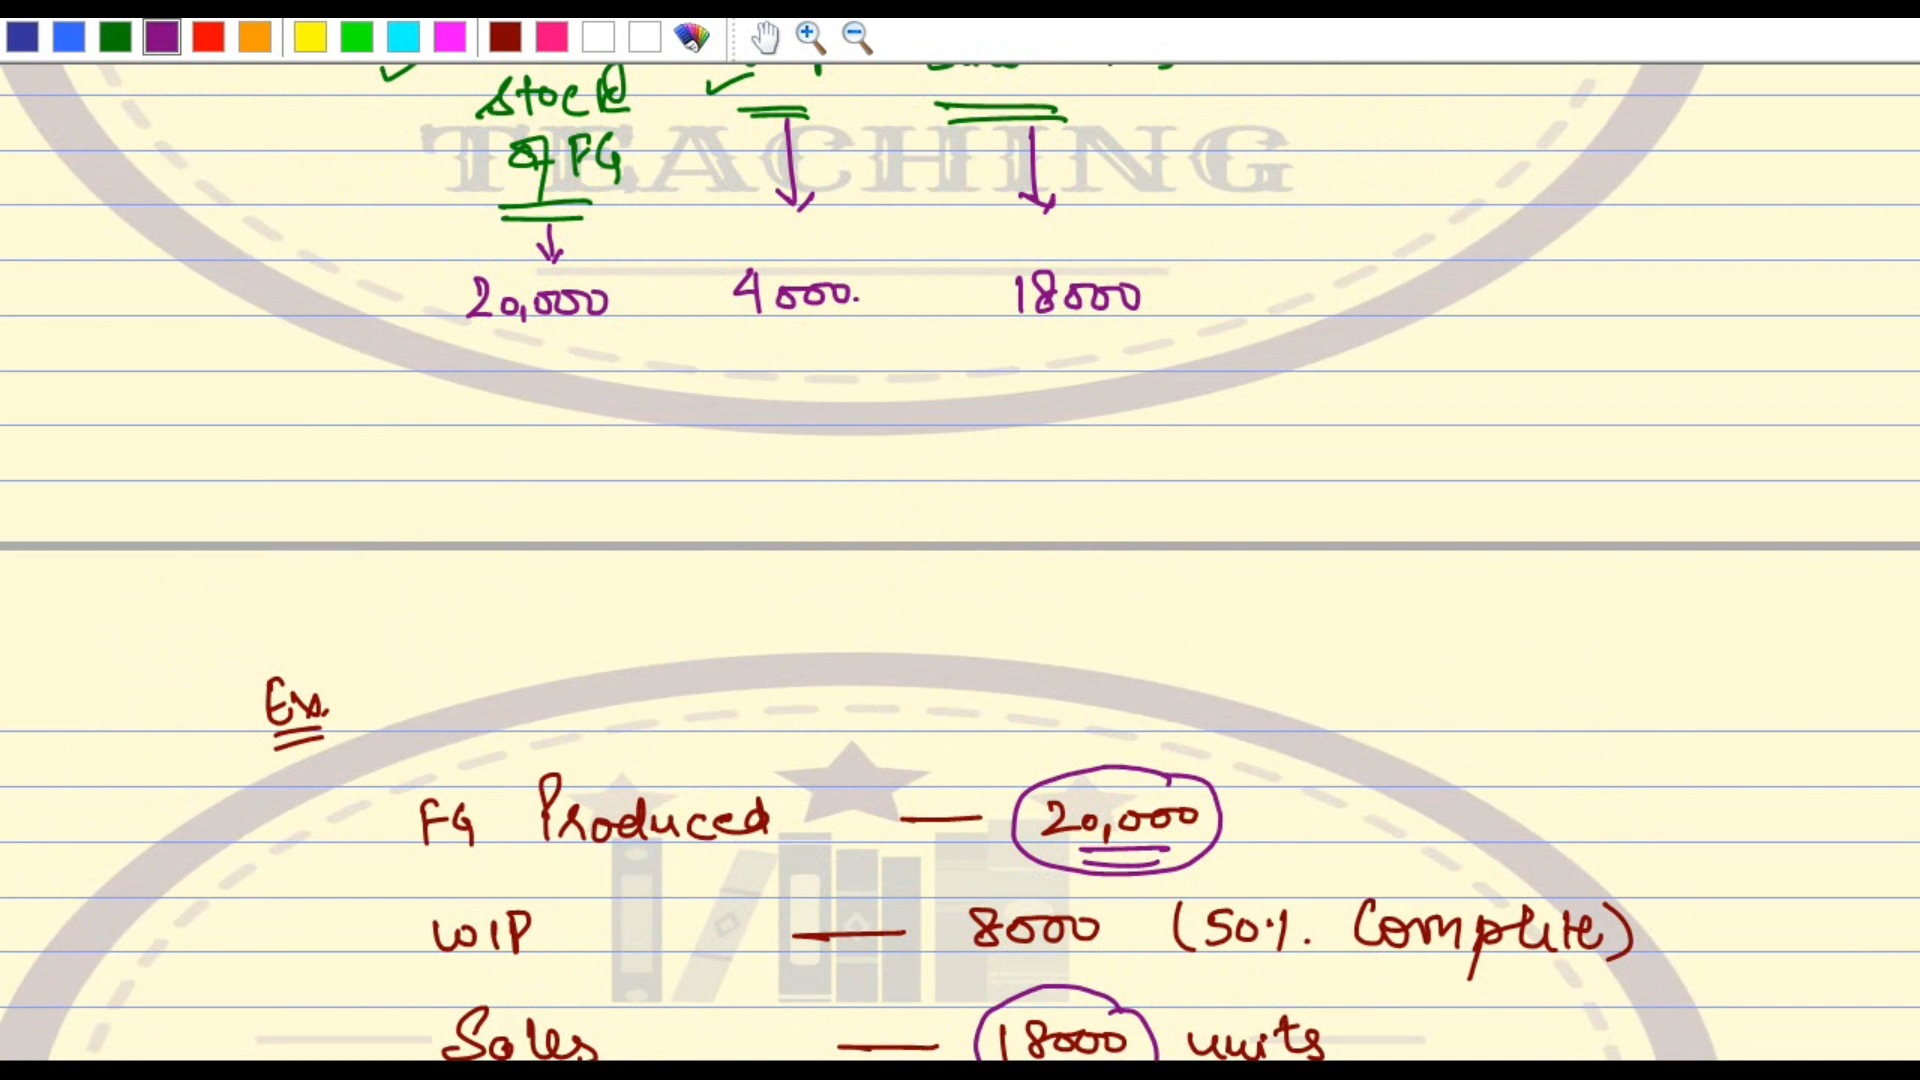 Stock
TEACHING
of FG
20,000 4000. 18000
Ex.
FG Produced — 20,000
WIP — 8000 (50%. Complete)
Sales — 18000 units